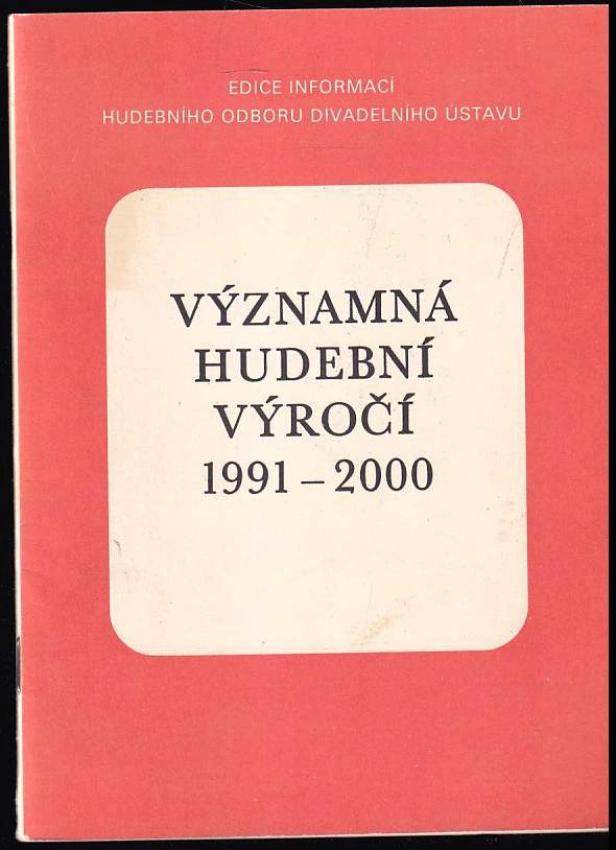 EDICE INFORMACÍ
HUDEBNÍHO ODBORU DIVADELNÍHO ÚSTAVU
VÝZNAMNÁ
HUDEBNÍ
VÝROČÍ
1991 – 2000